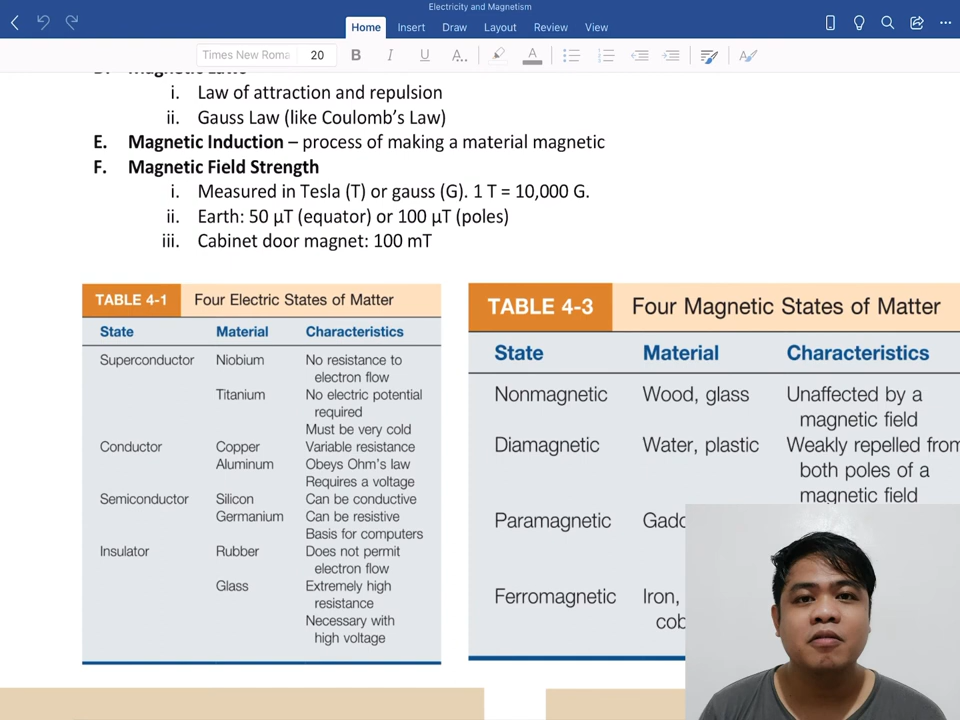 Electricity and Magnetism
Home Insert Draw Layout Review View
Times New Roma 20 B I U A
i. Law of attraction and repulsion
ii. Gauss Law (like Coulomb's Law)
E. Magnetic Induction – process of making a material magnetic
F. Magnetic Field Strength
i. Measured in Tesla (T) or gauss (G). 1 T = 10,000 G.
ii. Earth: 50 µT (equator) or 100 µT (poles)
iii. Cabinet door magnet: 100 mT
TABLE 4-1 Four Electric States of Matter
State Material Characteristics
Superconductor Niobium No resistance to
electron flow
Titanium No electric potential
required
Must be very cold
Conductor Copper Variable resistance
Aluminum Obeys Ohm's law
Requires a voltage
Semiconductor Silicon Can be conductive
Germanium Can be resistive
Basis for computers
Insulator Rubber Does not permit
electron flow
Glass Extremely high
resistance
Necessary with
high voltage
TABLE 4-3 Four Magnetic States of Matter
State Material Characteristics
Nonmagnetic Wood, glass Unaffected by a
magnetic field
Diamagnetic Water, plastic Weakly repelled from
both poles of a
magnetic field
Paramagnetic
Ferromagnetic Iron,